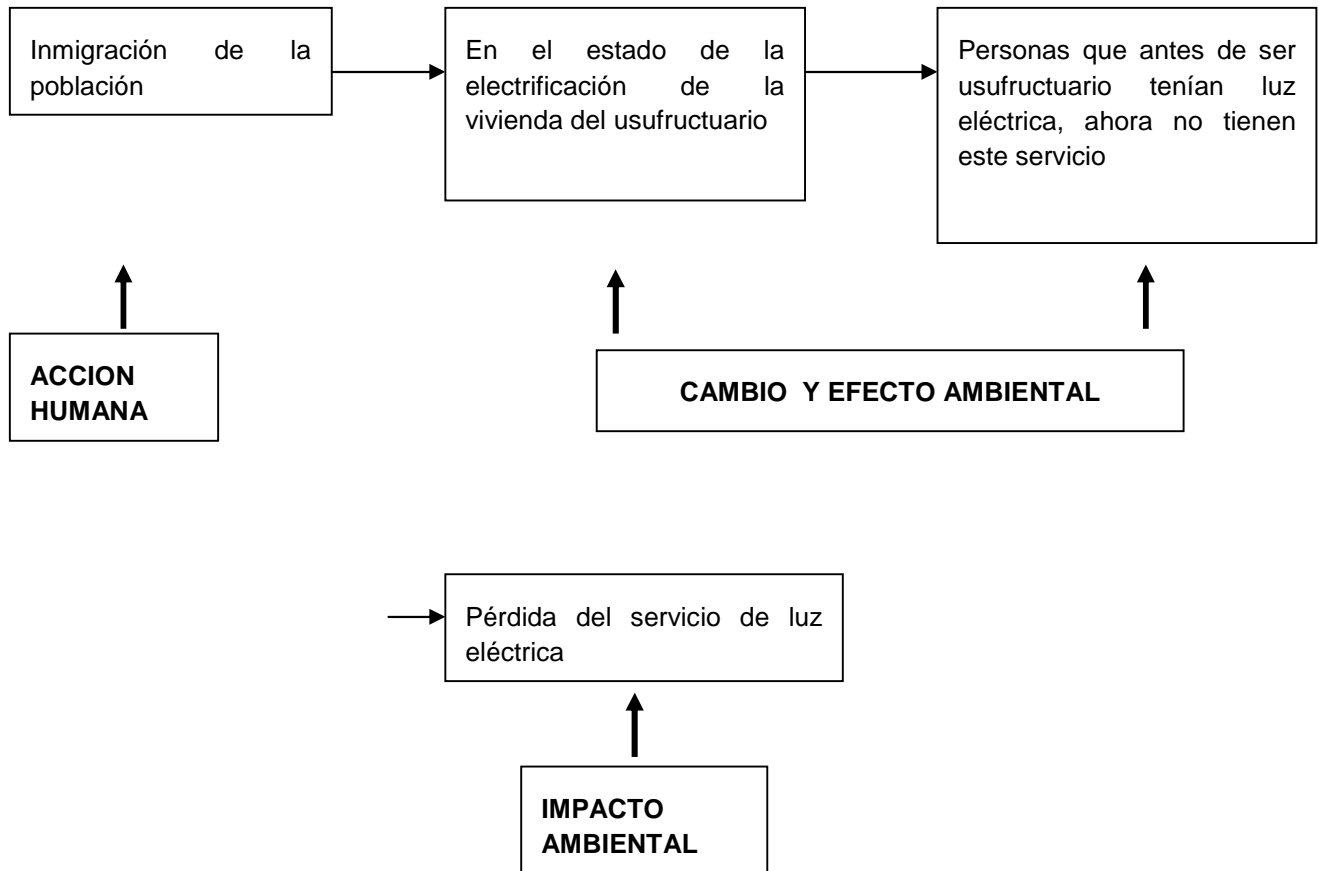 Inmigración de la
población
En el estado de la
electrificación de la
vivienda del usufructuario
Personas que antes de ser
usufructuario tenían luz
eléctrica, ahora no tienen
este servicio
ACCION
HUMANA
CAMBIO Y EFECTO AMBIENTAL
Pérdida del servicio de luz
eléctrica
IMPACTO
AMBIENTAL